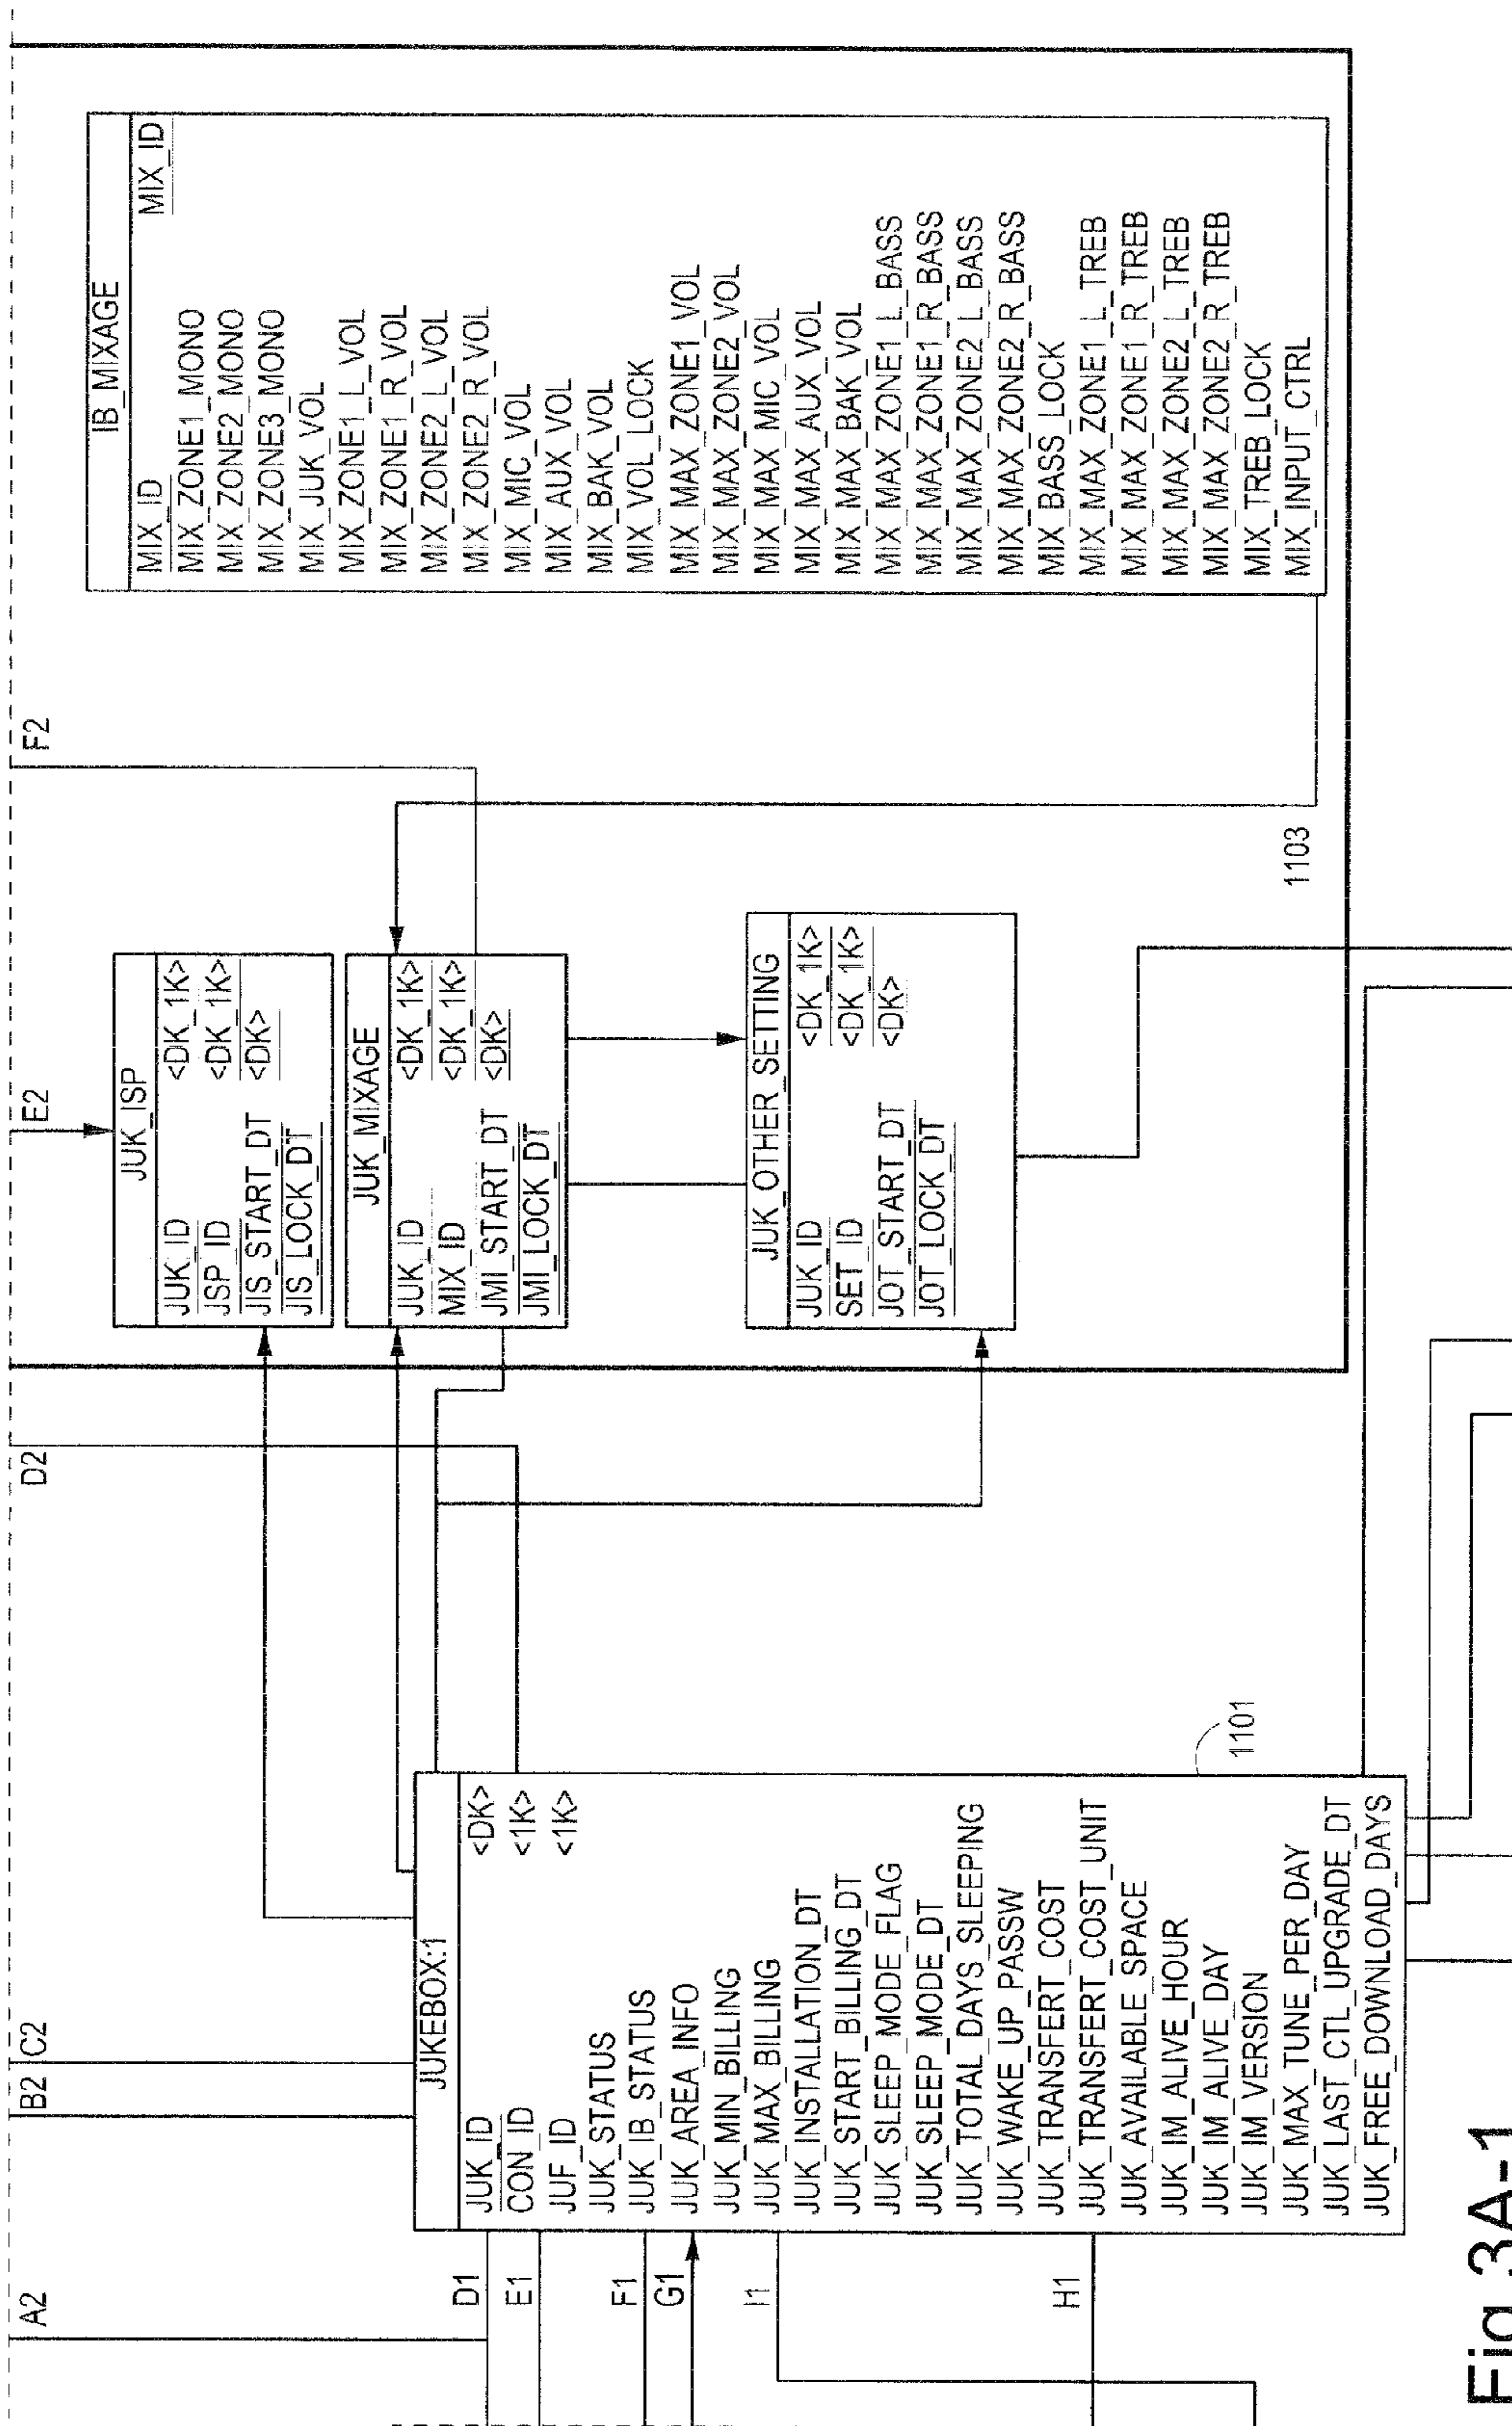 A2
B2
C2
D2
E2
F2
D1
E1
F1
G1
I1
H1
JUKEBOX:1
JUK_ID <DK>
CON_ID <1K>
JUF_ID <1K>
JUK_STATUS
JUK_IB_STATUS
JUK_AREA_INFO
JUK_MIN_BILLING
JUK_MAX_BILLING
JUK_INSTALLATION_DT
JUK_START_BILLING_DT
JUK_SLEEP_MODE_FLAG
JUK_SLEEP_MODE_DT
JUK_TOTAL_DAYS_SLEEPING
JUK_WAKE_UP_PASSW
JUK_TRANSFERT_COST
JUK_TRANSFERT_COST_UNIT
JUK_AVAILABLE_SPACE
JUK_IM_ALIVE_HOUR
JUK_IM_ALIVE_DAY
JUK_IM_VERSION
JUK_MAX_TUNE_PER_DAY
JUK_LAST_CTL_UPGRADE_DT
JUK_FREE_DOWNLOAD_DAYS
1101
JUK_ISP
JUK_ID <DK_1K>
JSP_ID <DK_1K>
JIS_START_DT <DK>
JIS_LOCK_DT
JUK_MIXAGE
JUK_ID <DK_1K>
MIX_ID <DK_1K>
JMI_START_DT <DK>
JMI_LOCK_DT
JUK_OTHER_SETTING
JUK_ID <DK_1K>
SET_ID <DK_1K>
JOT_START_DT <DK>
JOT_LOCK_DT
1103
IB_MIXAGE
MIX_ID MIX_ID
MIX_ZONE1_MONO
MIX_ZONE2_MONO
MIX_ZONE3_MONO
MIX_JUK_VOL
MIX_ZONE1_L_VOL
MIX_ZONE1_R_VOL
MIX_ZONE2_L_VOL
MIX_ZONE2_R_VOL
MIX_MIC_VOL
MIX_AUX_VOL
MIX_BAK_VOL
MIX_VOL_LOCK
MIX_MAX_ZONE1_VOL
MIX_MAX_ZONE2_VOL
MIX_MAX_MIC_VOL
MIX_MAX_AUX_VOL
MIX_MAX_BAK_VOL
MIX_MAX_ZONE1_L_BASS
MIX_MAX_ZONE1_R_BASS
MIX_MAX_ZONE2_L_BASS
MIX_MAX_ZONE2_R_BASS
MIX_BASS_LOCK
MIX_MAX_ZONE1_L_TREB
MIX_MAX_ZONE1_R_TREB
MIX_MAX_ZONE2_L_TREB
MIX_MAX_ZONE2_R_TREB
MIX_TREB_LOCK
MIX_INPUT_CTRL
Fig.3A-1